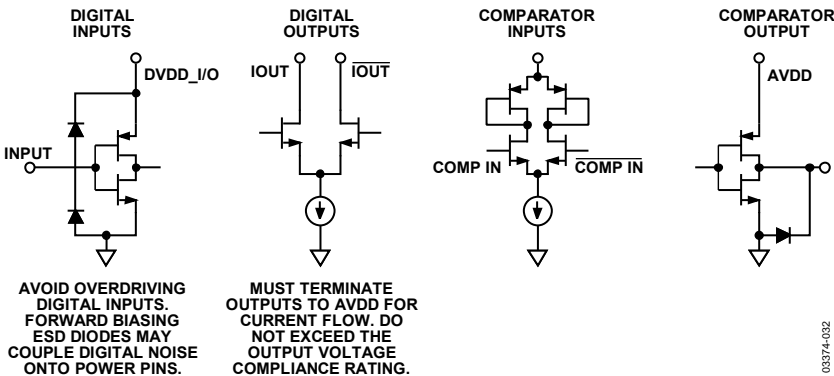 DIGITAL
INPUTS
DVDD_I/O
INPUT
AVOID OVERDRIVING
DIGITAL INPUTS.
FORWARD BIASING
ESD DIODES MAY
COUPLE DIGITAL NOISE
ONTO POWER PINS.
DIGITAL
OUTPUTS
IOUT
IOUT
MUST TERMINATE
OUTPUTS TO AVDD FOR
CURRENT FLOW. DO
NOT EXCEED THE
OUTPUT VOLTAGE
COMPLIANCE RATING.
COMPARATOR
INPUTS
COMP IN
COMP IN
COMPARATOR
OUTPUT
AVDD
03374-032